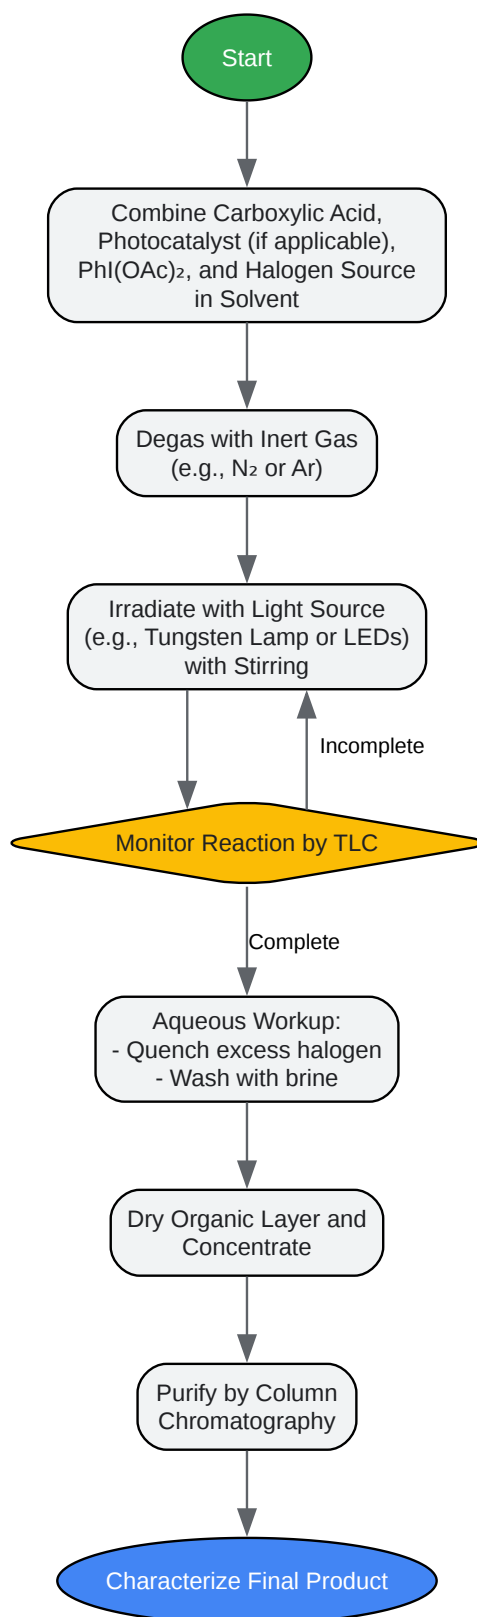 Start
Combine Carboxylic Acid,
Photocatalyst (if applicable),
PhI(OAc)₂, and Halogen Source
in Solvent
Degas with Inert Gas
(e.g., N₂ or Ar)
Irradiate with Light Source
(e.g., Tungsten Lamp or LEDs)
with Stirring
Incomplete
Monitor Reaction by TLC
Complete
Aqueous Workup:
- Quench excess halogen
- Wash with brine
Dry Organic Layer and
Concentrate
Purify by Column
Chromatography
Characterize Final Product